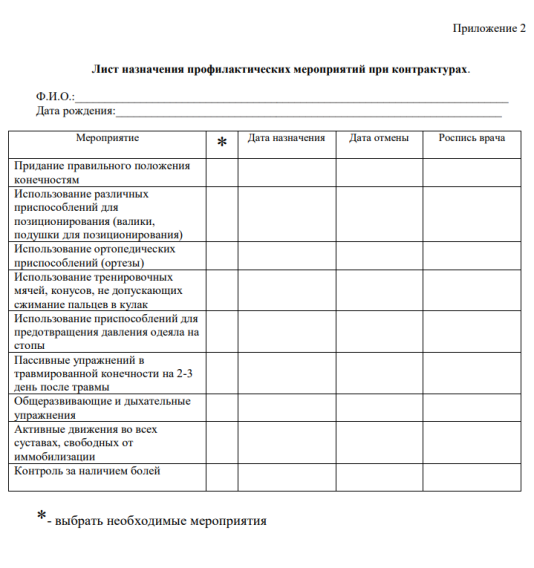 Приложение 2
Лист назначения профилактических мероприятий при контрактурах.
Ф.И.О.:___________________________________________________________________
Дата рождения:____________________________________________________________
Мероприятие * Дата назначения Дата отмены Роспись врача
Придание правильного положения
конечностям
Использование различных
приспособлений для
позиционирования (валики,
подушки для позиционирования)
Использование ортопедических
приспособлений (ортезы)
Использование тренировочных
мячей, конусов, не допускающих
сжимание пальцев в кулак
Использование приспособлений для
предотвращения давления одеяла на
стопы
Пассивные упражнений в
травмированной конечности на 2-3
день после травмы
Общеразвивающие и дыхательные
упражнения
Активные движения во всех
суставах, свободных от
иммобилизации
Контроль за наличием болей
*- выбрать необходимые мероприятия